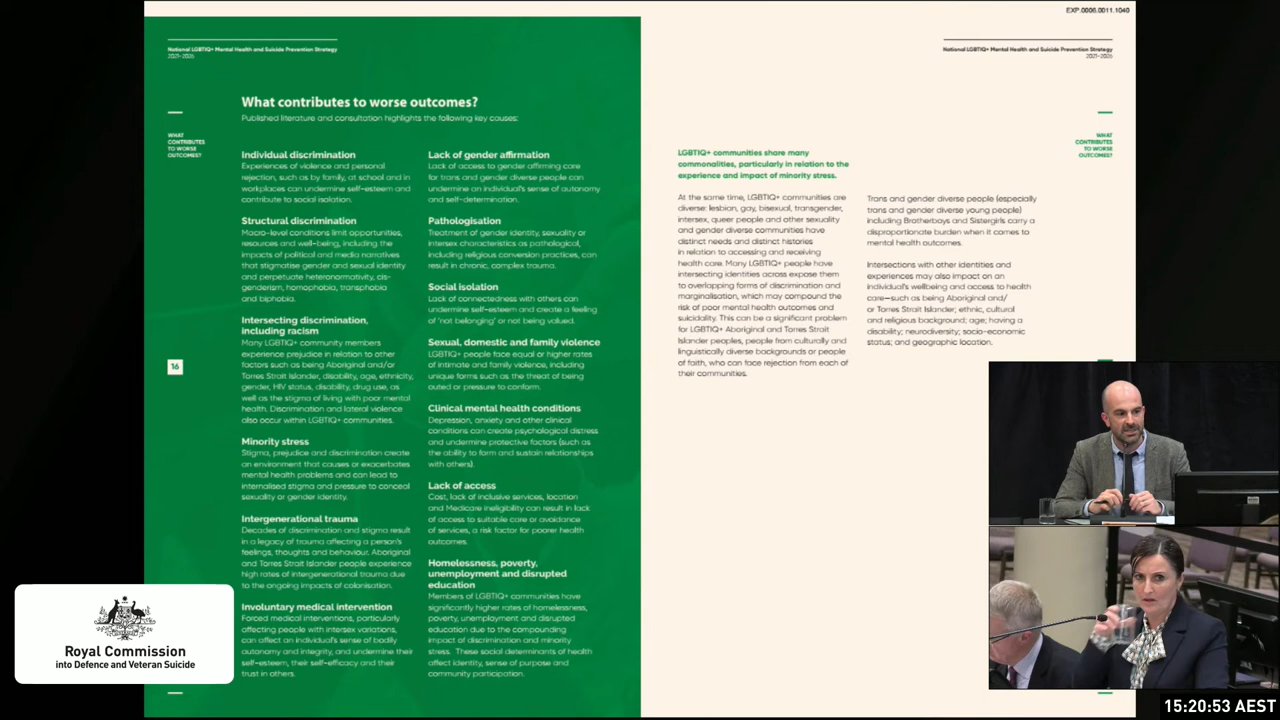 EXP.0006.0011.1040
National LGBTIQ+ Mental Health and Suicide Prevention Strategy
2021–2026
WHAT
CONTRIBUTES
TO WORSE
OUTCOMES?
What contributes to worse outcomes?
Published literature and consultation highlights the following key causes:
Individual discrimination
Experiences of violence and personal
rejection, such as by family, at school and in
workplaces can undermine self-esteem and
contribute to social isolation.
Structural discrimination
Macro-level conditions limit opportunities,
resources and well-being, including the
impacts of political and media narratives
that stigmatise gender and sexual identity
and perpetuate heteronormativity, cis-
genderism, homophobia, transphobia
and biphobia.
Intersecting discrimination,
including racism
Many LGBTIQ+ community members
experience prejudice in relation to other
factors such as being Aboriginal and/or
Torres Strait Islander, disability, age, ethnicity,
gender, HIV status, disability, drug use, as
well as the stigma of living with poor mental
health. Discrimination and lateral violence
also occur within LGBTIQ+ communities.
Minority stress
Stigma, prejudice and discrimination create
an environment that causes or exacerbates
mental health problems and can lead to
internalised stigma and pressure to conceal
sexuality or gender identity.
Intergenerational trauma
Decades of discrimination and stigma result
in a legacy of trauma affecting a person's
feelings, thoughts and behaviour. Aboriginal
and Torres Strait Islander people experience
high rates of intergenerational trauma due
to the ongoing impacts of colonisation.
Involuntary medical intervention
Forced medical interventions, particularly
affecting people with intersex variations,
can affect an individual's sense of bodily
autonomy and integrity, and undermine their
self-esteem, their self-efficacy and their
trust in others.
Lack of gender affirmation
Lack of access to gender affirming care
for trans and gender diverse people can
undermine an individual's sense of autonomy
and self-determination.
Pathologisation
Treatment of gender identity, sexuality or
intersex characteristics as pathological,
including religious conversion practices, can
result in chronic, complex trauma.
Social isolation
Lack of connectedness with others can
undermine self-esteem and create a feeling
of 'not belonging' or not being valued.
Sexual, domestic and family violence
LGBTIQ+ people face equal or higher rates
of intimate and family violence, including
unique forms such as the threat of being
outed or pressure to conform.
Clinical mental health conditions
Depression, anxiety and other clinical
conditions can create psychological distress
and undermine protective factors (such as
the ability to form and sustain relationships
with others).
Lack of access
Cost, lack of inclusive services, location
and Medicare ineligibility can result in lack
of access to suitable care or avoidance
of services, a risk factor for poorer health
outcomes.
Homelessness, poverty,
unemployment and disrupted
education
Members of LGBTIQ+ communities have
significantly higher rates of homelessness,
poverty, unemployment and disrupted
education due to the compounding
impact of discrimination and minority
stress. These social determinants of health
affect identity, sense of purpose and
community participation.
16
National LGBTIQ+ Mental Health and Suicide Prevention Strategy
2021–2026
WHAT
CONTRIBUTES
TO WORSE
OUTCOMES?
LGBTIQ+ communities share many
commonalities, particularly in relation to the
experience and impact of minority stress.
At the same time, LGBTIQ+ communities are
diverse: lesbian, gay, bisexual, transgender,
intersex, queer people and other sexuality
and gender diverse communities have
distinct needs and distinct histories
in relation to accessing and receiving
health care. Many LGBTIQ+ people have
intersecting identities across expose them
to overlapping forms of discrimination and
marginalisation, which may compound the
risk of poor mental health outcomes and
suicidality. This can be a significant problem
for LGBTIQ+ Aboriginal and Torres Strait
Islander peoples, people from culturally and
linguistically diverse backgrounds or people
of faith, who can face rejection from each of
their communities.
Trans and gender diverse people (especially
trans and gender diverse young people)
including Brotherboys and Sistergirls carry a
disproportionate burden when it comes to
mental health outcomes.
Intersections with other identities and
experiences may also impact on an
individual's wellbeing and access to health
care—such as being Aboriginal and/
or Torres Strait Islander; ethnic, cultural
and religious background; age; having a
disability; neurodiversity; socio-economic
status; and geographic location.
Royal Commission
into Defence and Veteran Suicide
15:20:53 AEST